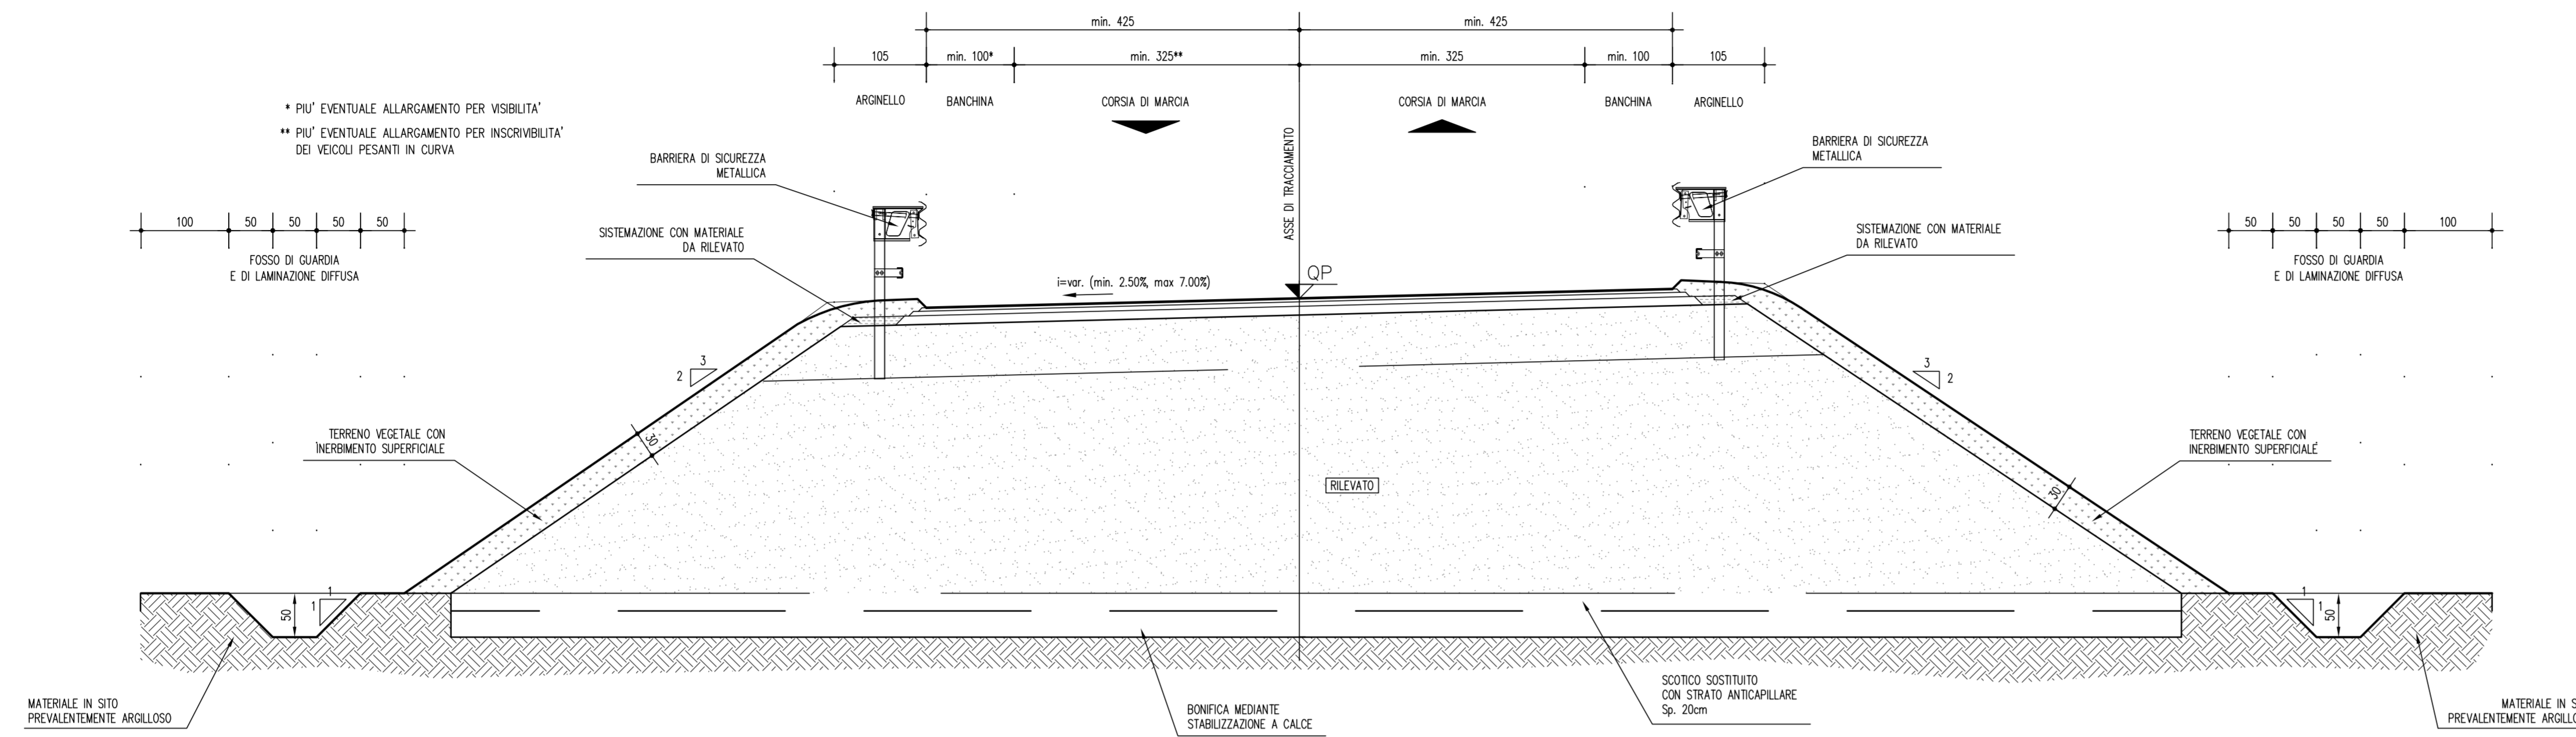 min. 425
min. 425
105
min. 100*
min. 325**
min. 325
min. 100
105
ARGINELLO
BANCHINA
CORSIA DI MARCIA
CORSIA DI MARCIA
BANCHINA
ARGINELLO
* PIU' EVENTUALE ALLARGAMENTO PER VISIBILITA'
** PIU' EVENTUALE ALLARGAMENTO PER INSCRIVIBILITA'
DEI VEICOLI PESANTI IN CURVA
ASSE DI TRACCIAMENTO
BARRIERA DI SICUREZZA
METALLICA
BARRIERA DI SICUREZZA
METALLICA
100
50
50
50
50
FOSSO DI GUARDIA
E DI LAMINAZIONE DIFFUSA
SISTEMAZIONE CON MATERIALE
DA RILEVATO
SISTEMAZIONE CON MATERIALE
DA RILEVATO
50
50
50
50
100
FOSSO DI GUARDIA
E DI LAMINAZIONE DIFFUSA
i=var. (min. 2.50%, max 7.00%)
QP
3
2
3
2
TERRENO VEGETALE CON
INERBIMENTO SUPERFICIALE
30
RILEVATO
30
TERRENO VEGETALE CON
INERBIMENTO SUPERFICIALE
50
1
1
1
1
50
MATERIALE IN SITO
PREVALENTEMENTE ARGILLOSO
BONIFICA MEDIANTE
STABILIZZAZIONE A CALCE
SCOTICO SOSTITUITO
CON STRATO ANTICAPILLARE
Sp. 20cm
MATERIALE IN S
PREVALENTEMENTE ARGILLO